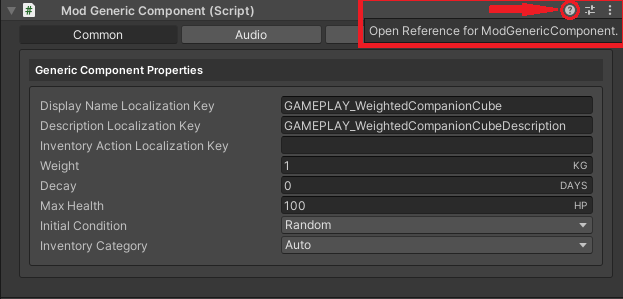 Mod Generic Component (Script)
Open Reference for ModGenericComponent.
Common
Audio
Generic Component Properties
Display Name Localization Key GAMEPLAY_WeightedCompanionCube
Description Localization Key GAMEPLAY_WeightedCompanionCubeDescription
Inventory Action Localization Key
Weight 1 KG
Decay 0 DAYS
Max Health 100 HP
Initial Condition Random
Inventory Category Auto